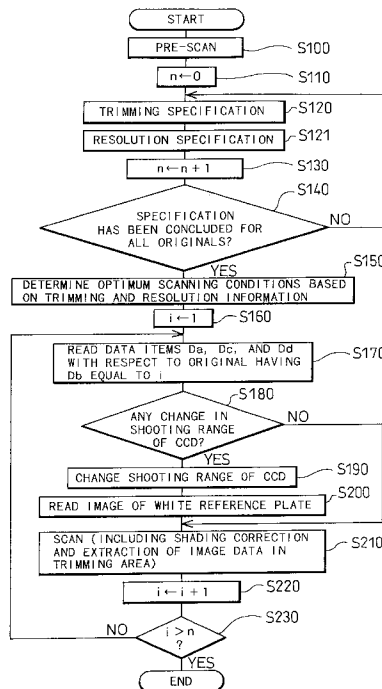 START
PRE-SCAN
S100
n←0
S110
TRIMMING SPECIFICATION
S120
RESOLUTION SPECIFICATION
S121
n←n+1
S130
S140
SPECIFICATION
HAS BEEN CONCLUDED FOR
ALL ORIGINALS?
NO
YES
S150
DETERMINE OPTIMUM SCANNING CONDITIONS BASED
ON TRIMMING AND RESOLUTION INFORMATION
i←1
S160
READ DATA ITEMS Da, Dc, AND Dd
WITH RESPECT TO ORIGINAL HAVING
Db EQUAL TO i
S170
S180
ANY CHANGE IN
SHOOTING RANGE
OF CCD?
NO
YES
CHANGE SHOOTING RANGE OF CCD
S190
READ IMAGE OF WHITE REFERENCE PLATE
S200
SCAN (INCLUDING SHADING CORRECTION
AND EXTRACTION OF IMAGE DATA IN
TRIMMING AREA)
S210
i←i+1
S220
S230
i>n
?
NO
YES
END